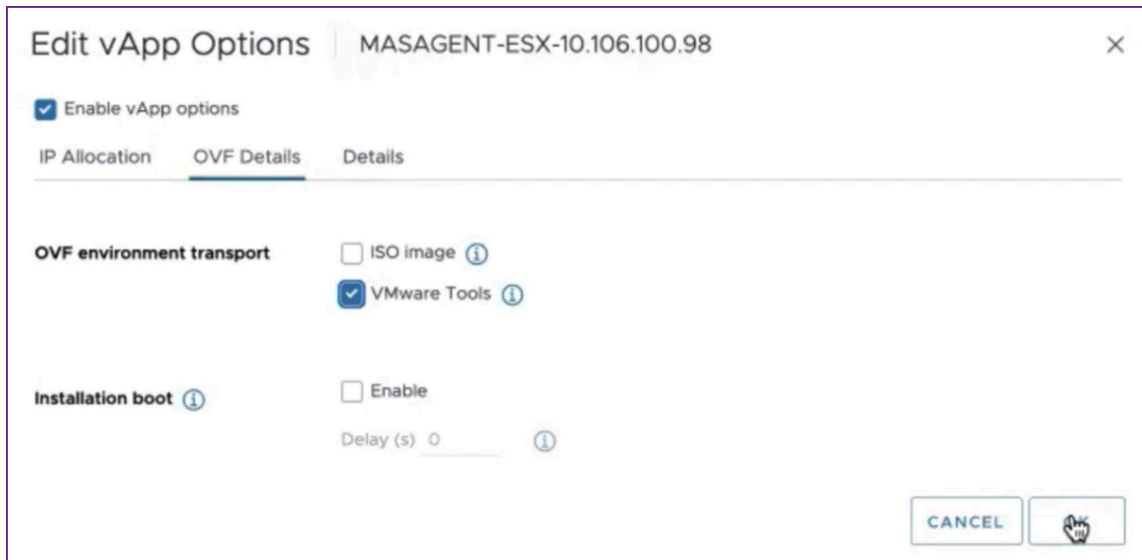 Edit vApp Options MASAGENT-ESX-10.106.100.98
Enable vApp options
IP Allocation OVF Details Details
OVF environment transport
ISO image
VMware Tools
Installation boot
Enable
Delay (s) 0
CANCEL